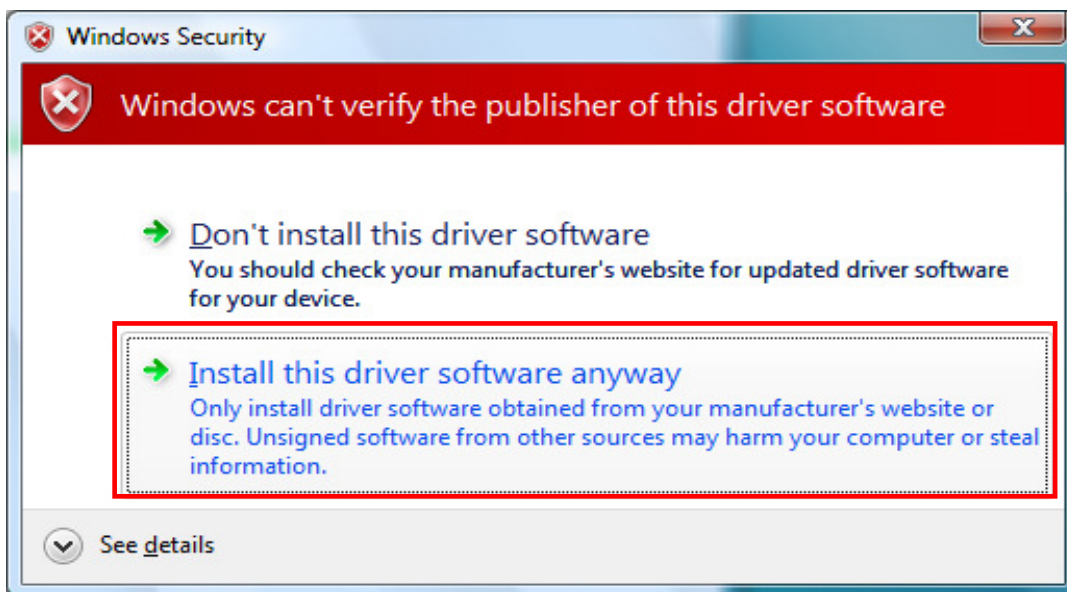 Windows Security
Windows can't verify the publisher of this driver software
Don't install this driver software
You should check your manufacturer's website for updated driver software
for your device.
Install this driver software anyway
Only install driver software obtained from your manufacturer's website or
disc. Unsigned software from other sources may harm your computer or steal
information.
See details